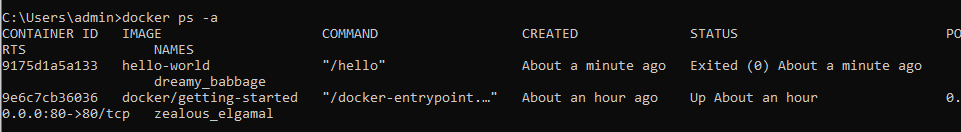 C:\Users\admin>docker ps -a
CONTAINER ID   IMAGE                    COMMAND                  CREATED              STATUS                          PO
RTS                NAMES
9175d1a5a133   hello-world              "/hello"                 About a minute ago   Exited (0) About a minute ago
                   dreamy_babbage
9e6c7cb36036   docker/getting-started   "/docker-entrypoint.…"   About an hour ago    Up About an hour                0.
0.0.0:80->80/tcp   zealous_elgamal